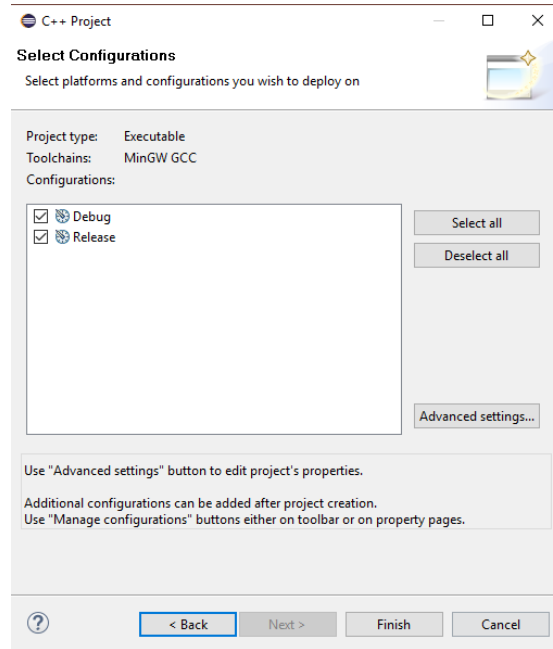 C++ Project
Select Configurations
Select platforms and configurations you wish to deploy on
Project type: Executable
Toolchains: MinGW GCC
Configurations:
Debug
Release
Select all
Deselect all
Advanced settings...
Use "Advanced settings" button to edit project's properties.
Additional configurations can be added after project creation.
Use "Manage configurations" buttons either on toolbar or on property pages.
? < Back Next > Finish Cancel